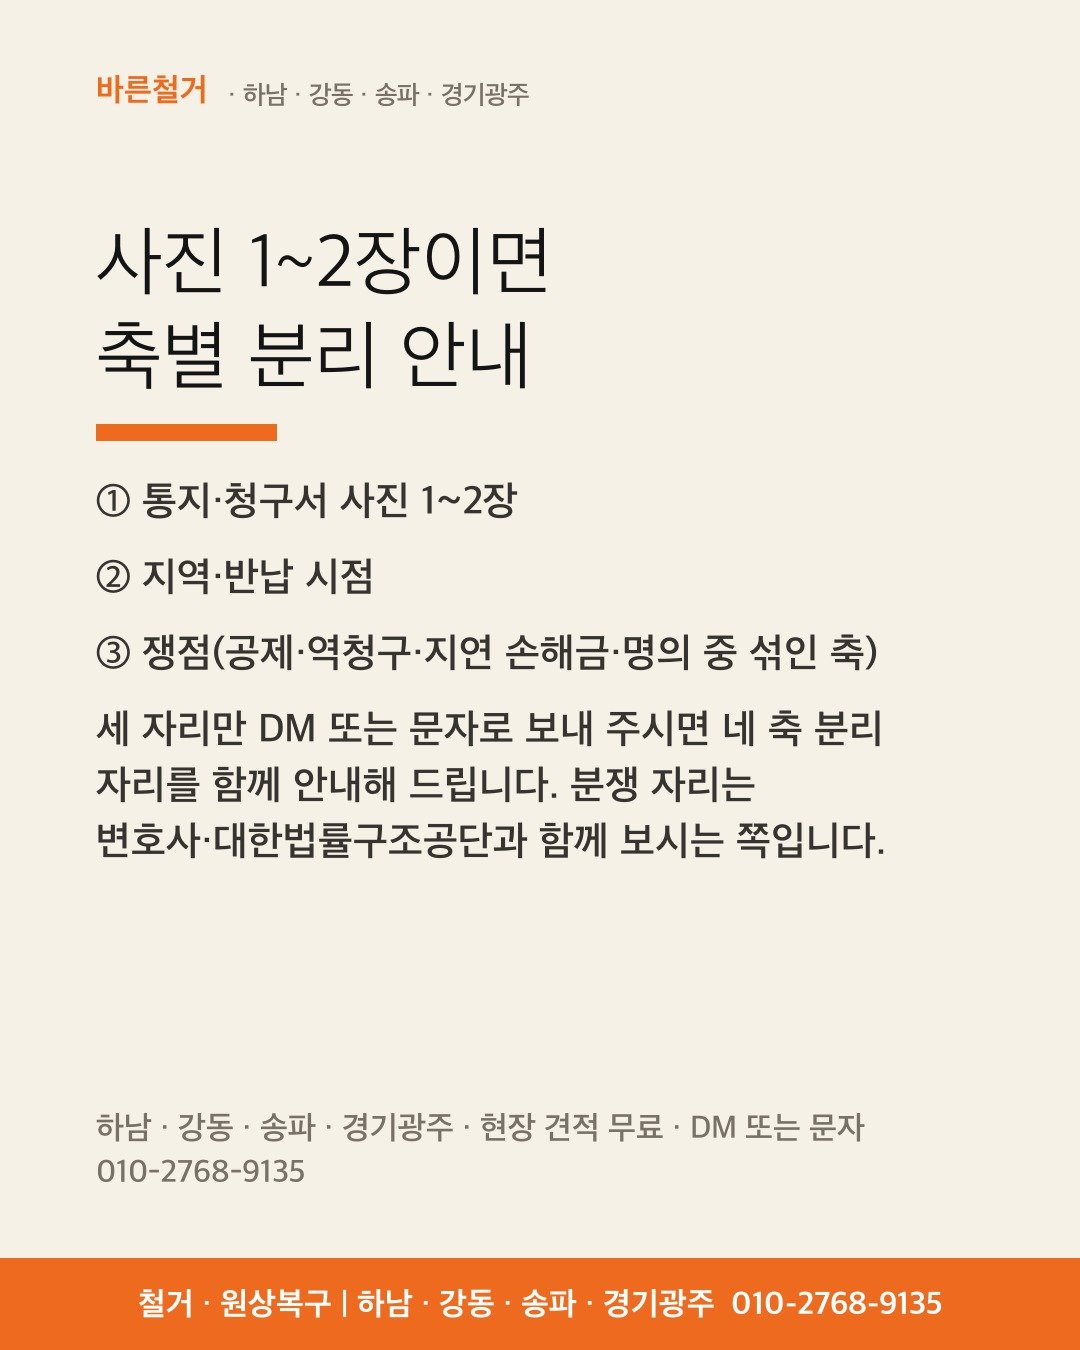 바른철거 · 하남 · 강동 · 송파 · 경기광주
사진 1~2장이면
축별 분리 안내
① 통지·청구서 사진 1~2장
② 지역·반납 시점
③ 쟁점(공제·역청구·지연 손해금·명의 중 섞인 축)
세 자리만 DM 또는 문자로 보내 주시면 네 축 분리
자리를 함께 안내해 드립니다. 분쟁 자리는
변호사·대한법률구조공단과 함께 보시는 쪽입니다.
하남 · 강동 · 송파 · 경기광주 · 현장 견적 무료 · DM 또는 문자
010-2768-9135
철거 · 원상복구 | 하남 · 강동 · 송파 · 경기광주 010-2768-9135